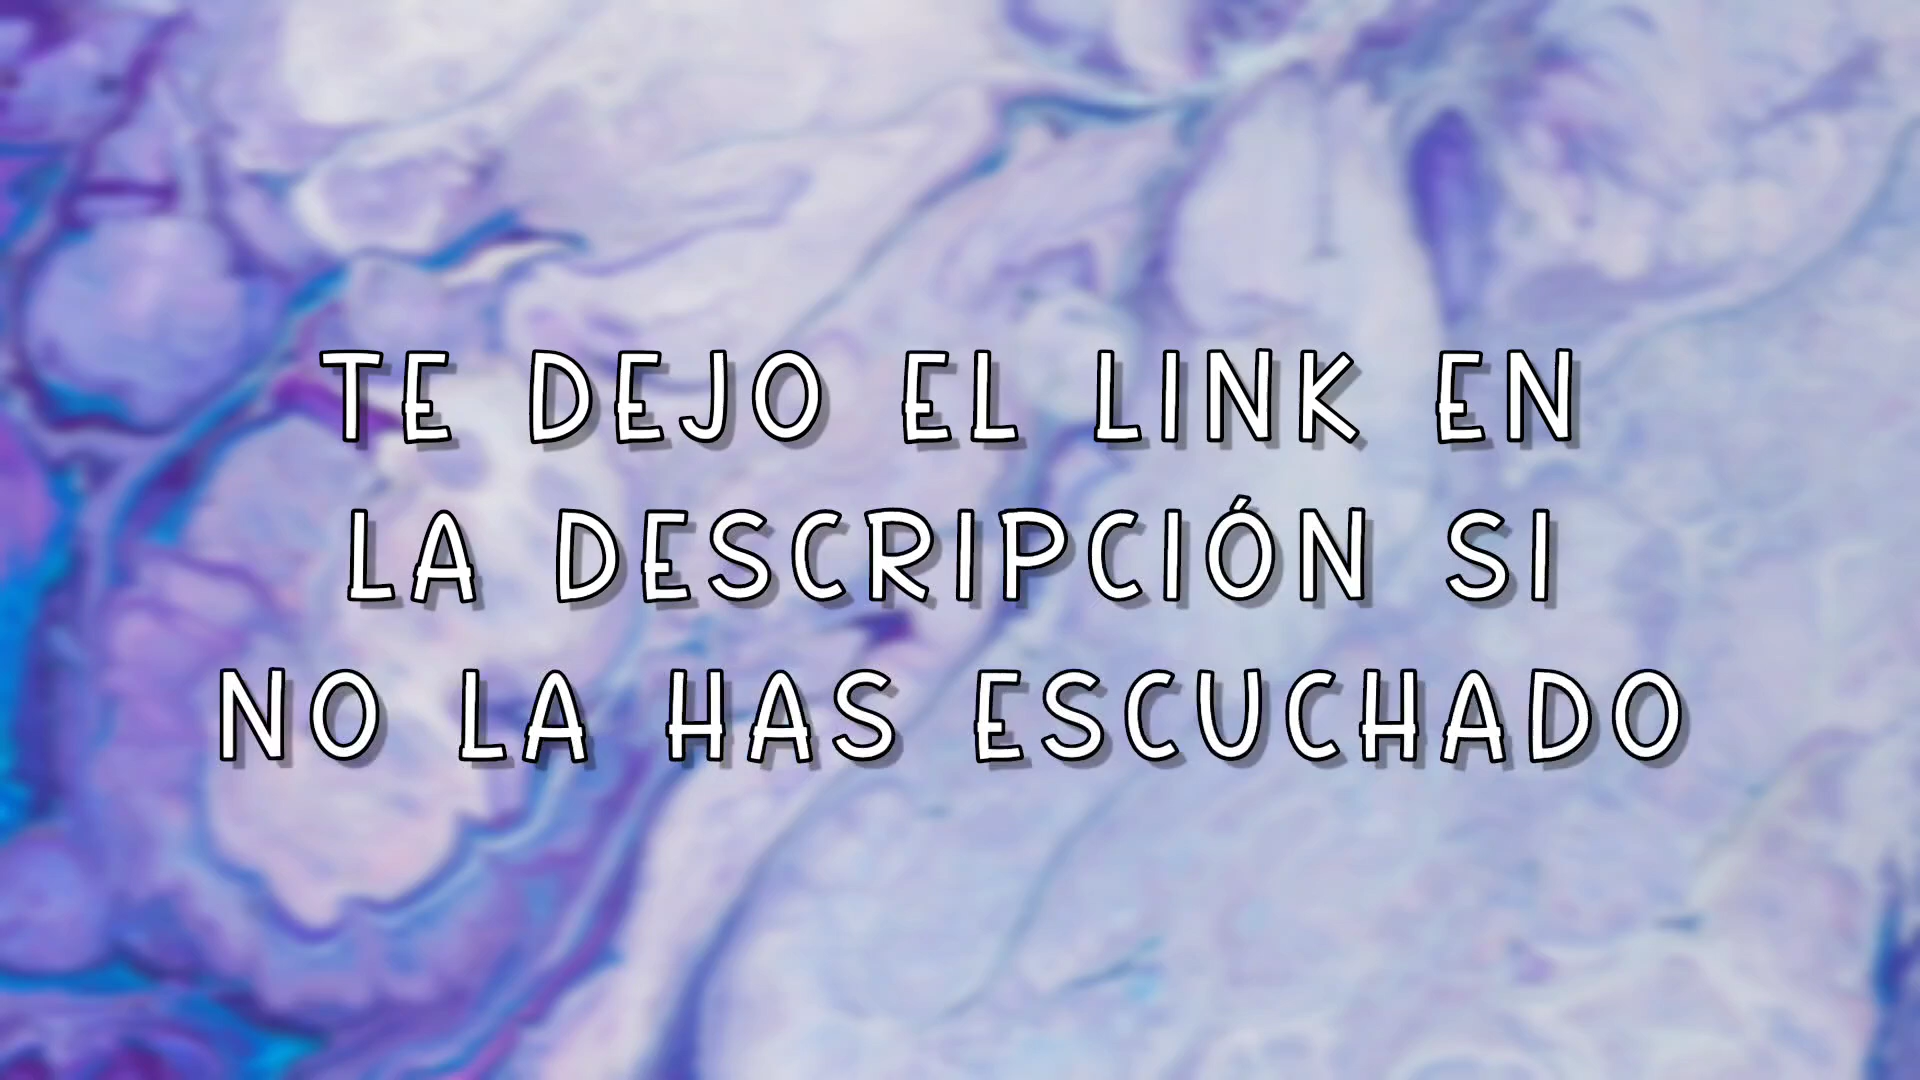 TE DEJO EL LINK EN
LA DESCRIPCIÓN SI
NO LA HAS ESCUCHADO